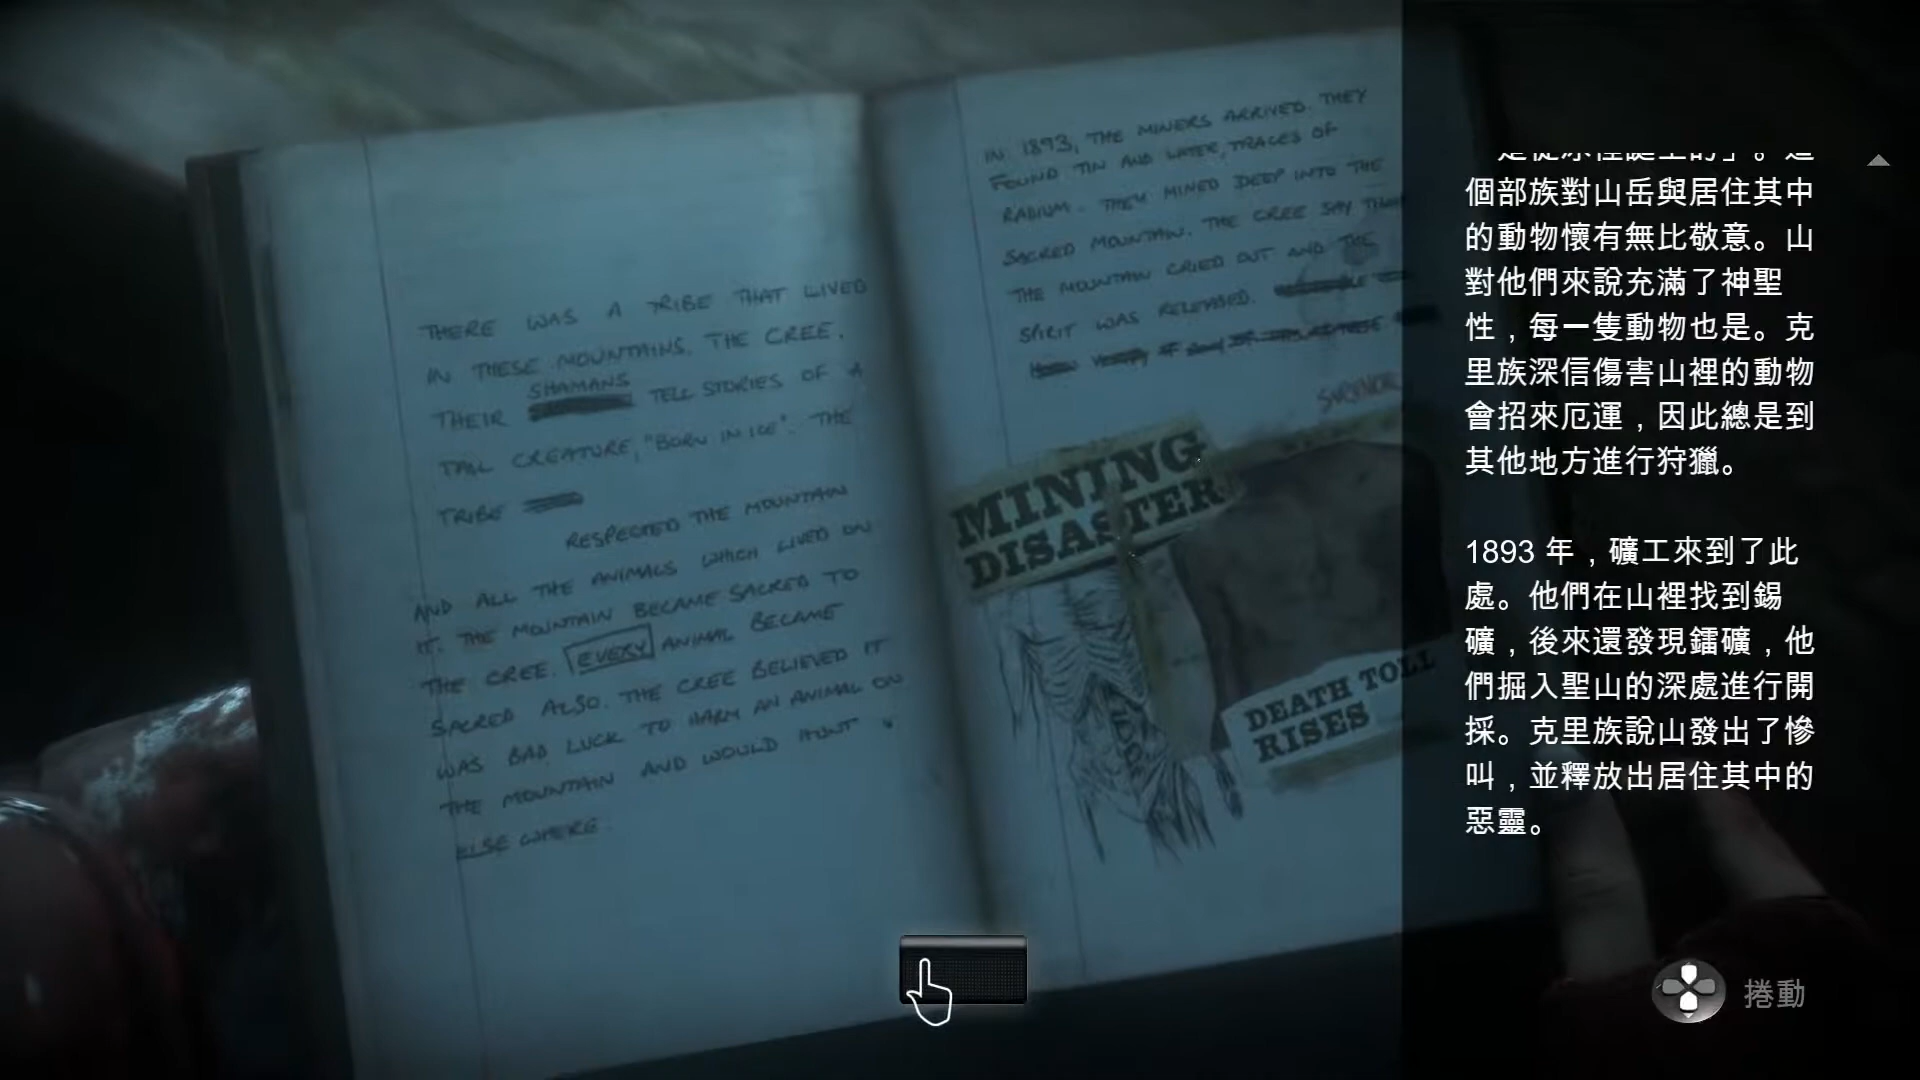 THERE WAS A TRIBE THAT LIVED
IN THESE MOUNTAINS. THE CREE.
SHAMANS
THEIR TELL STORIES OF A
TALL CREATURE, "BORN IN ICE". THE
TRIBE
RESPECTED THE MOUNTAIN
AND ALL THE ANIMALS WHICH LIVED ON
IT. THE MOUNTAIN BECAME SACRED TO
THE CREE. EVERY ANIMAL BECAME
SACRED ALSO. THE CREE BELIEVED IT
WAS BAD LUCK TO HARM AN ANIMAL ON
THE MOUNTAIN AND WOULD HUNT
ELSEWHERE.
IN 1893, THE MINERS ARRIVED. THEY
FOUND TIN AND LATER, TRACES OF
RADIUM. THEY MINED DEEP INTO THE
SACRED MOUNTAIN. THE CREE SAY THAT
THE MOUNTAIN CRIED OUT AND THE
SPIRIT WAS RELEASED.
SURVIVOR
MINING
DISASTER
DEATH TOLL
RISES
個部族對山岳與居住其中
的動物懷有無比敬意。山
對他們來說充滿了神聖
性，每一隻動物也是。克
里族深信傷害山裡的動物
會招來厄運，因此總是到
其他地方進行狩獵。
1893 年，礦工來到了此
處。他們在山裡找到錫
礦，後來還發現鐳礦，他
們掘入聖山的深處進行開
採。克里族說山發出了慘
叫，並釋放出居住其中的
惡靈。
捲動